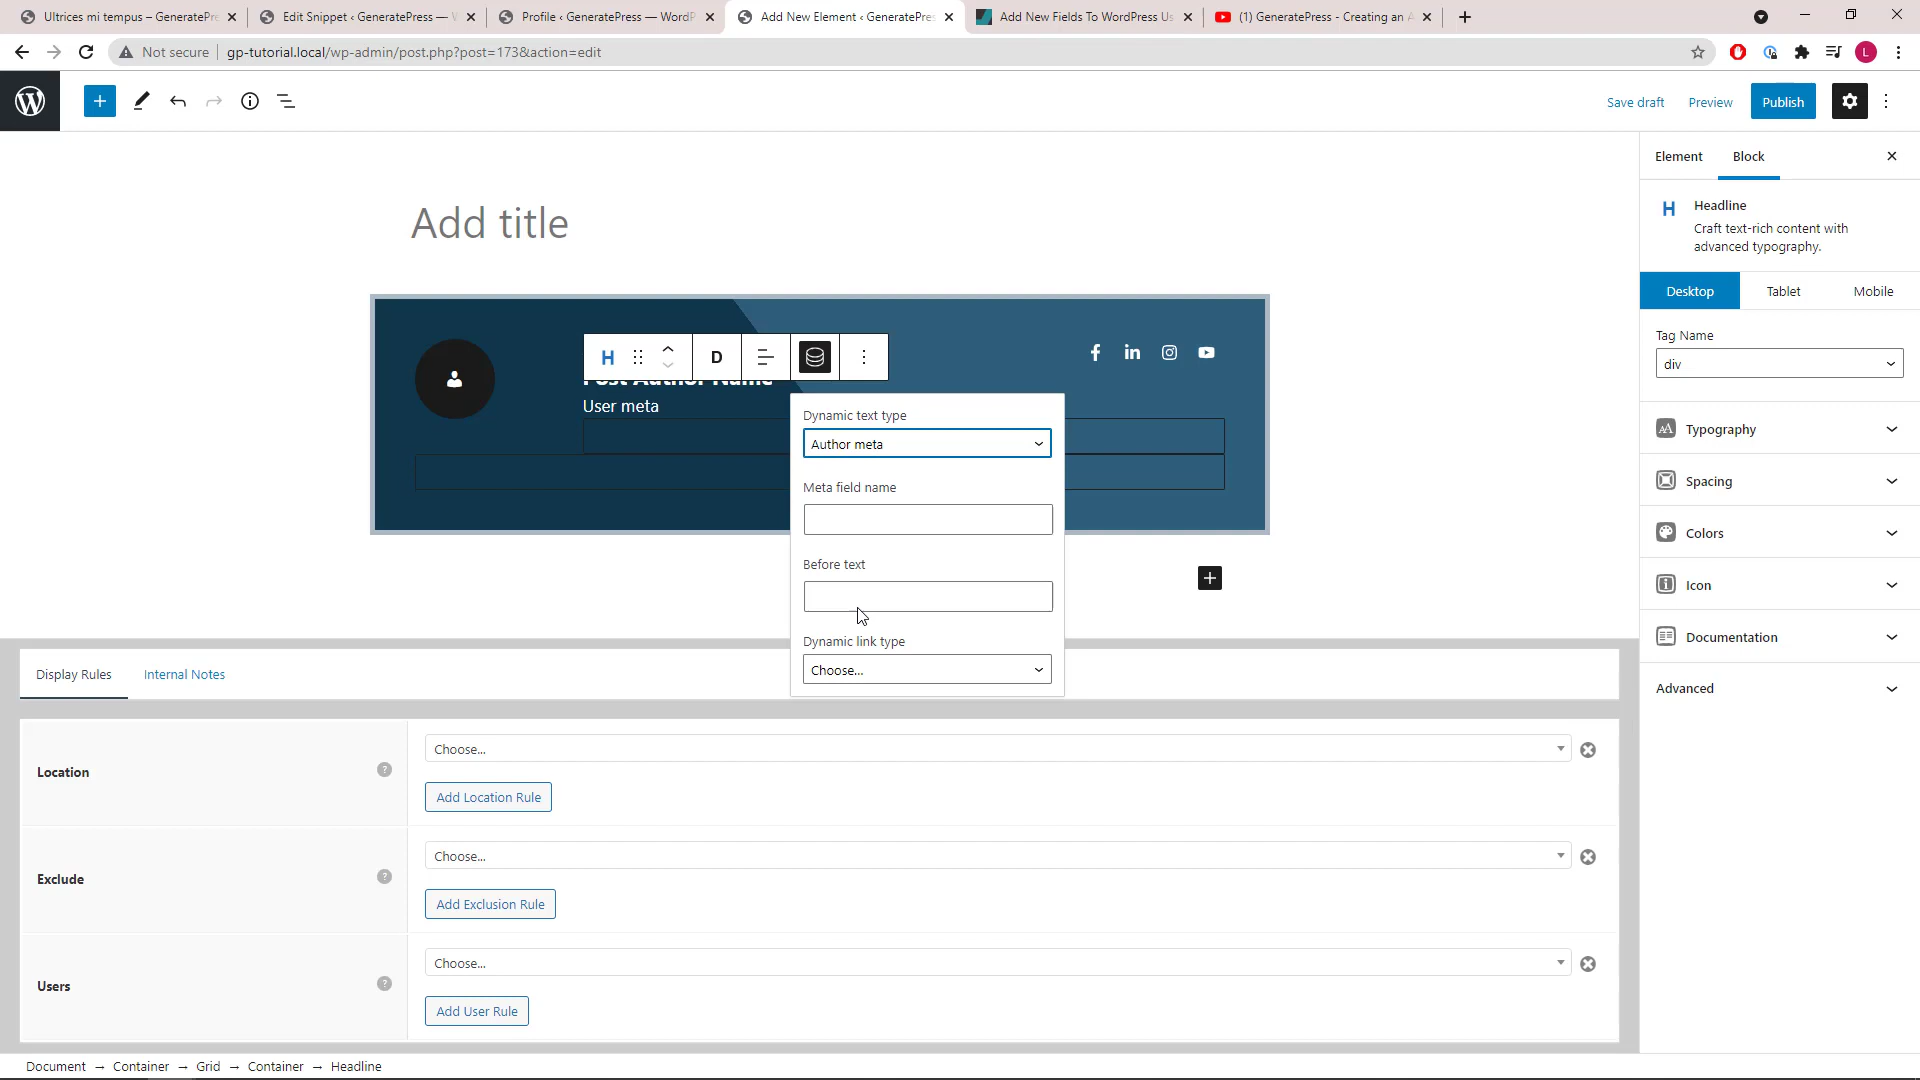 Ultrices mi tempus – GeneratePre
Edit Snippet ‹ GeneratePress — W
Profile ‹ GeneratePress — WordP
Add New Element ‹ GeneratePres
Add New Fields To WordPress Us
(1) GeneratePress - Creating an A
Not secure
gp-tutorial.local/wp-admin/post.php?post=173&action=edit
L
Save draft
Preview
Publish
Element
Block
H
Headline
Craft text-rich content with
advanced typography.
Desktop
Tablet
Mobile
Tag Name
div
Typography
Spacing
Colors
Icon
Documentation
Advanced
Add title
H
D
Post Author Name
User meta
Dynamic text type
Author meta
Meta field name
Before text
Dynamic link type
Choose...
Display Rules
Internal Notes
Location
?
Choose...
Add Location Rule
Exclude
?
Choose...
Add Exclusion Rule
Users
?
Choose...
Add User Rule
Document → Container → Grid → Container → Headline